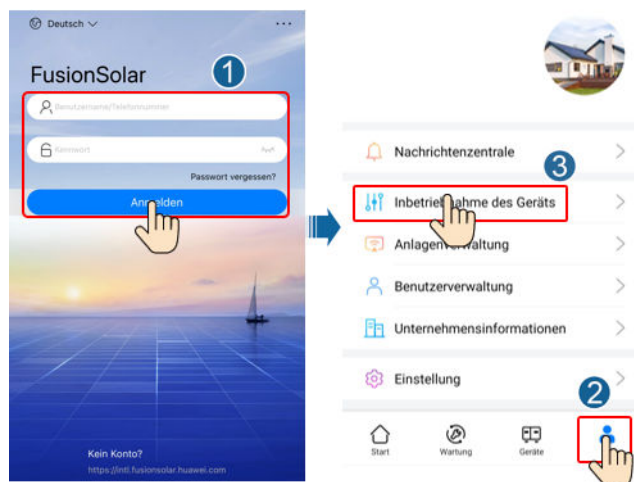 Deutsch
FusionSolar
1
Benutzername/Telefonnummer
Kennwort
Passwort vergessen?
Anmelden
Kein Konto?
https://intl.fusionsolar.huawei.com
Nachrichtenzentrale
3
Inbetriebnahme des Geräts
Anlagenverwaltung
Benutzerverwaltung
Unternehmensinformationen
Einstellung
2
Start
Wartung
Geräte